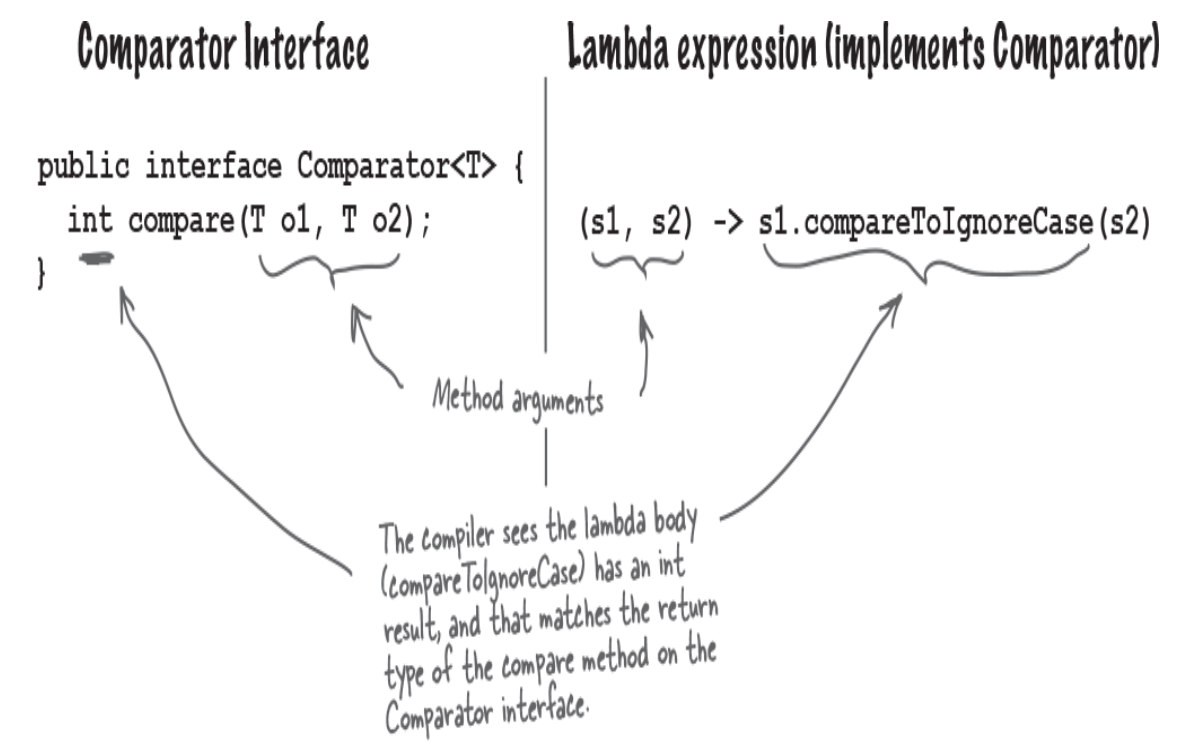 Comparator Interface
Lambda expression (implements Comparator)
public interface Comparator<T> {
int compare(T o1, T o2);
}
(s1, s2) -> s1.compareToIgnoreCase(s2)
Method arguments
The compiler sees the lambda body
(compareToIgnoreCase) has an int
result, and that matches the return
type of the compare method on the
Comparator interface.